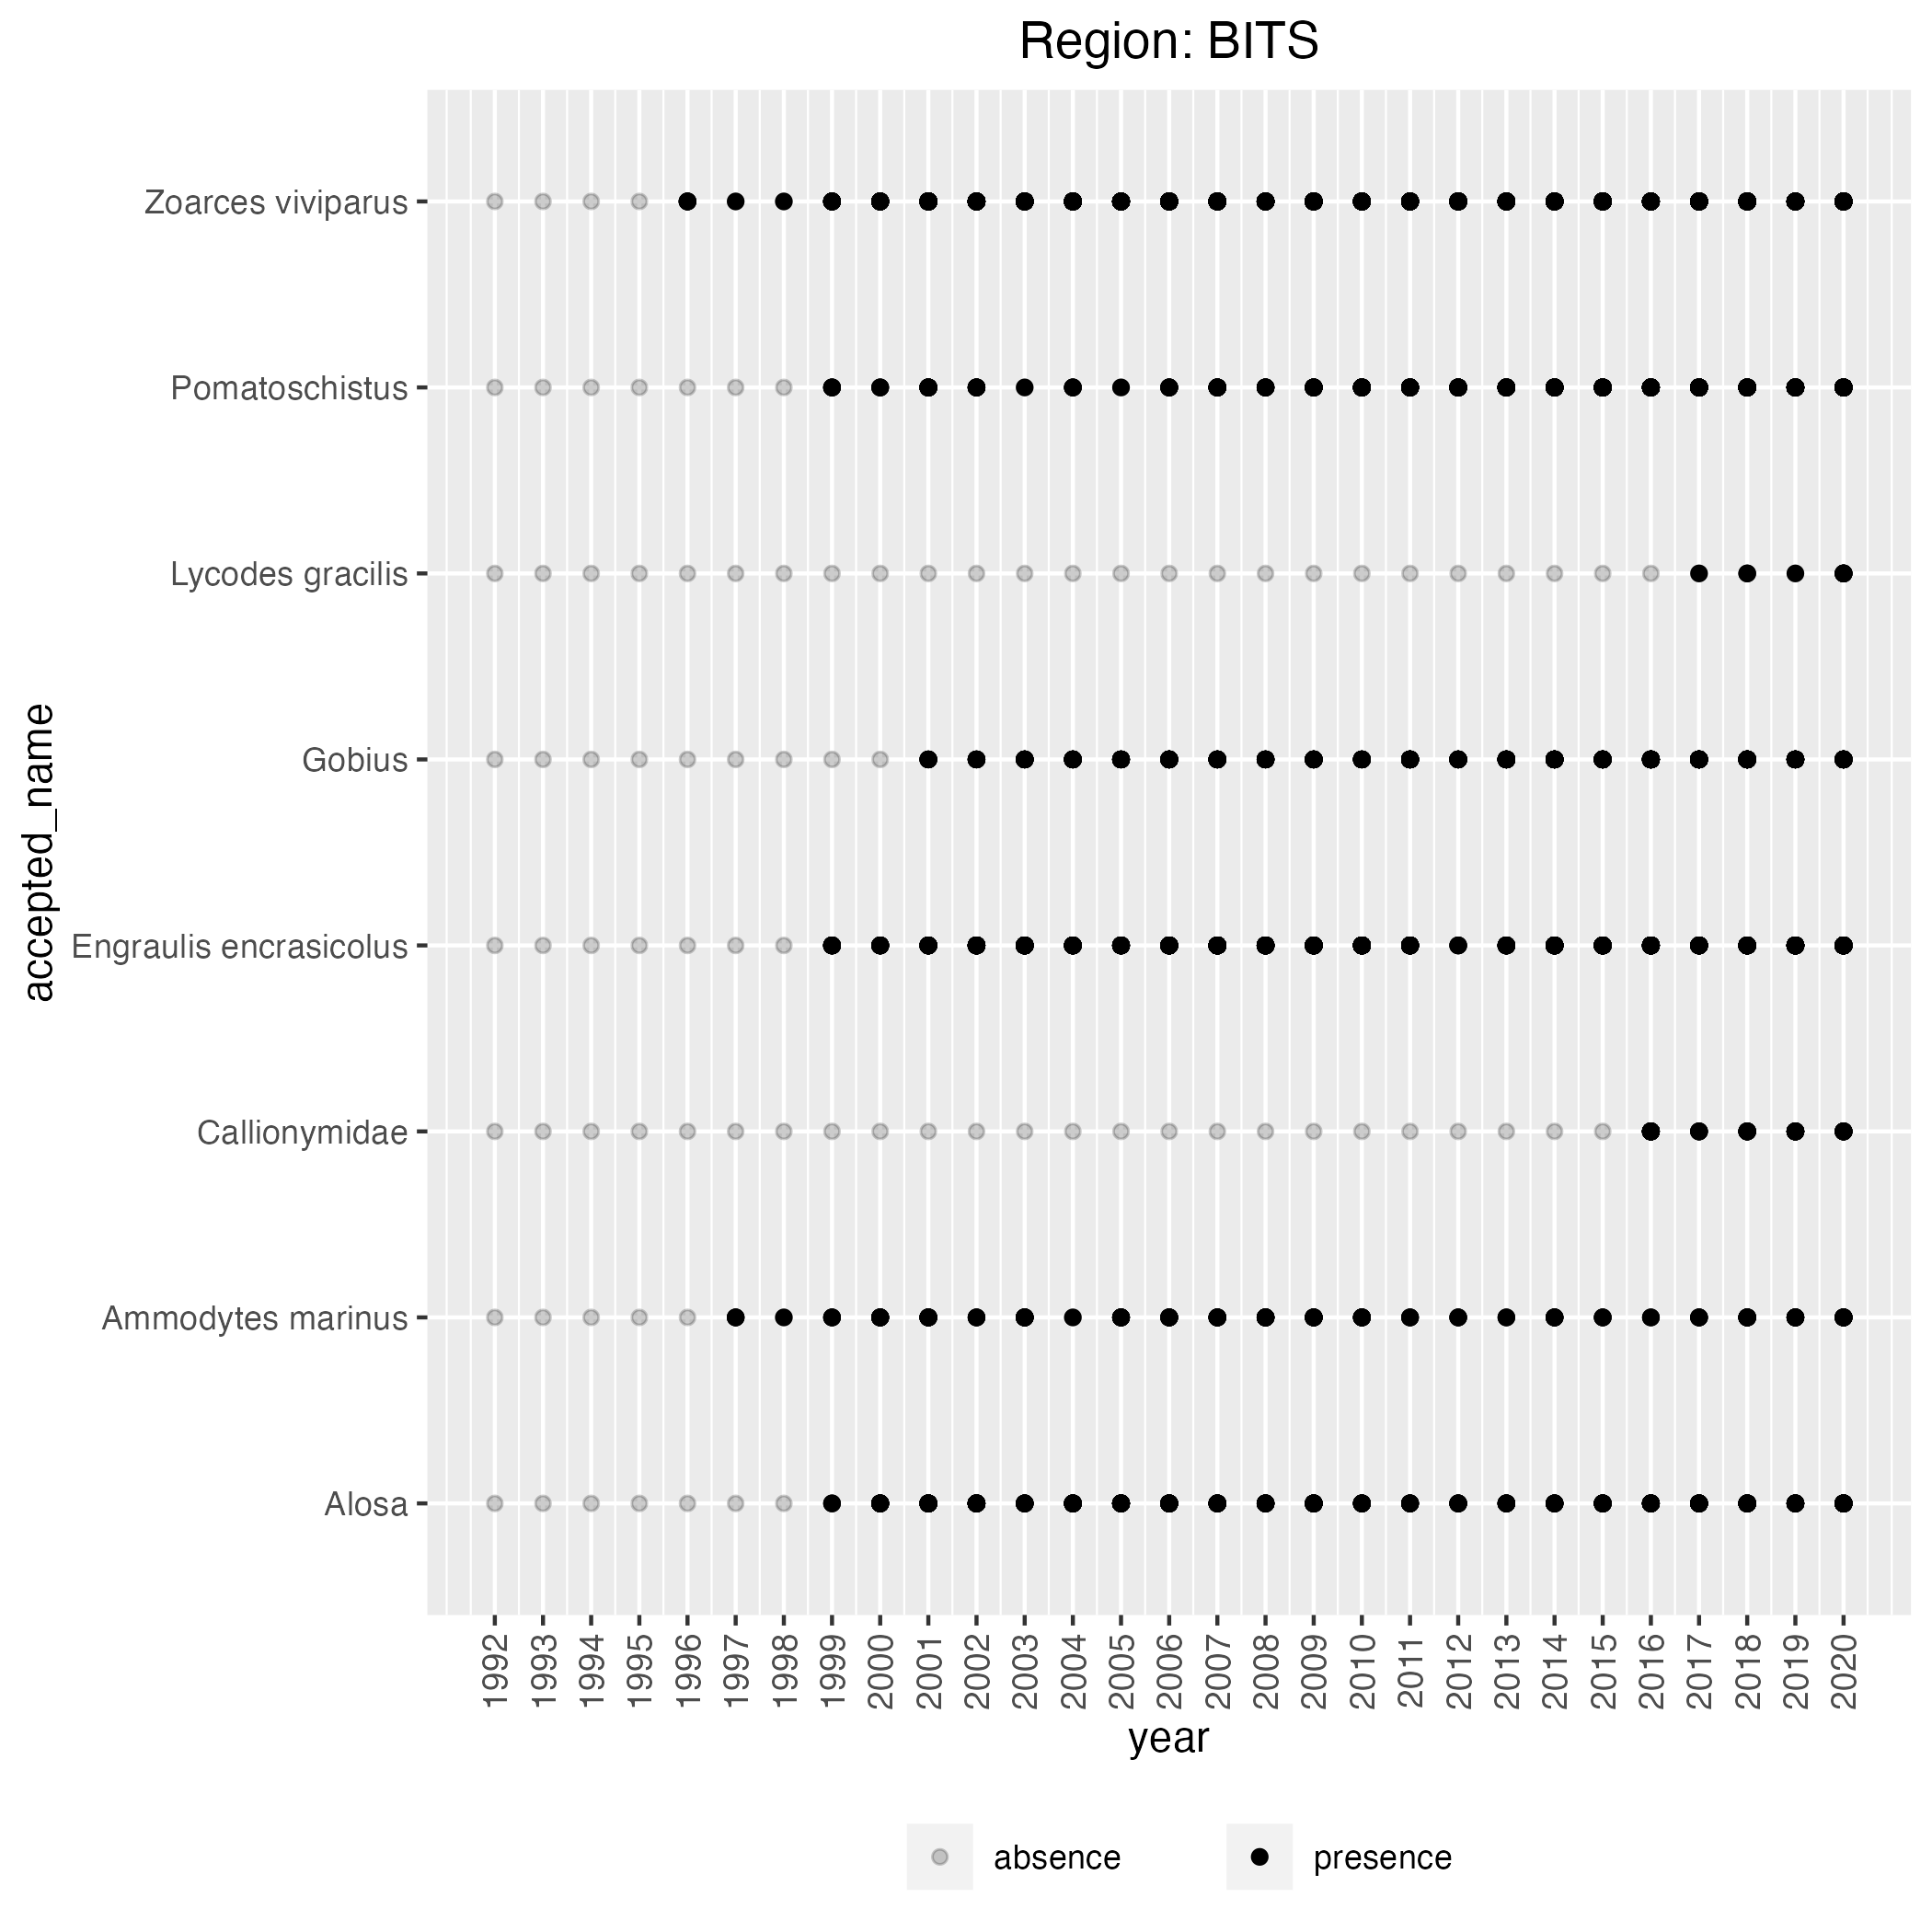 Region: BITS
accepted_name
Zoarces viviparus
Pomatoschistus
Lycodes gracilis
Gobius
Engraulis encrasicolus
Callionymidae
Ammodytes marinus
Alosa
1992 1993 1994 1995 1996 1997 1998 1999 2000 2001 2002 2003 2004 2005 2006 2007 2008 2009 2010 2011 2012 2013 2014 2015 2016 2017 2018 2019 2020
year
absence presence